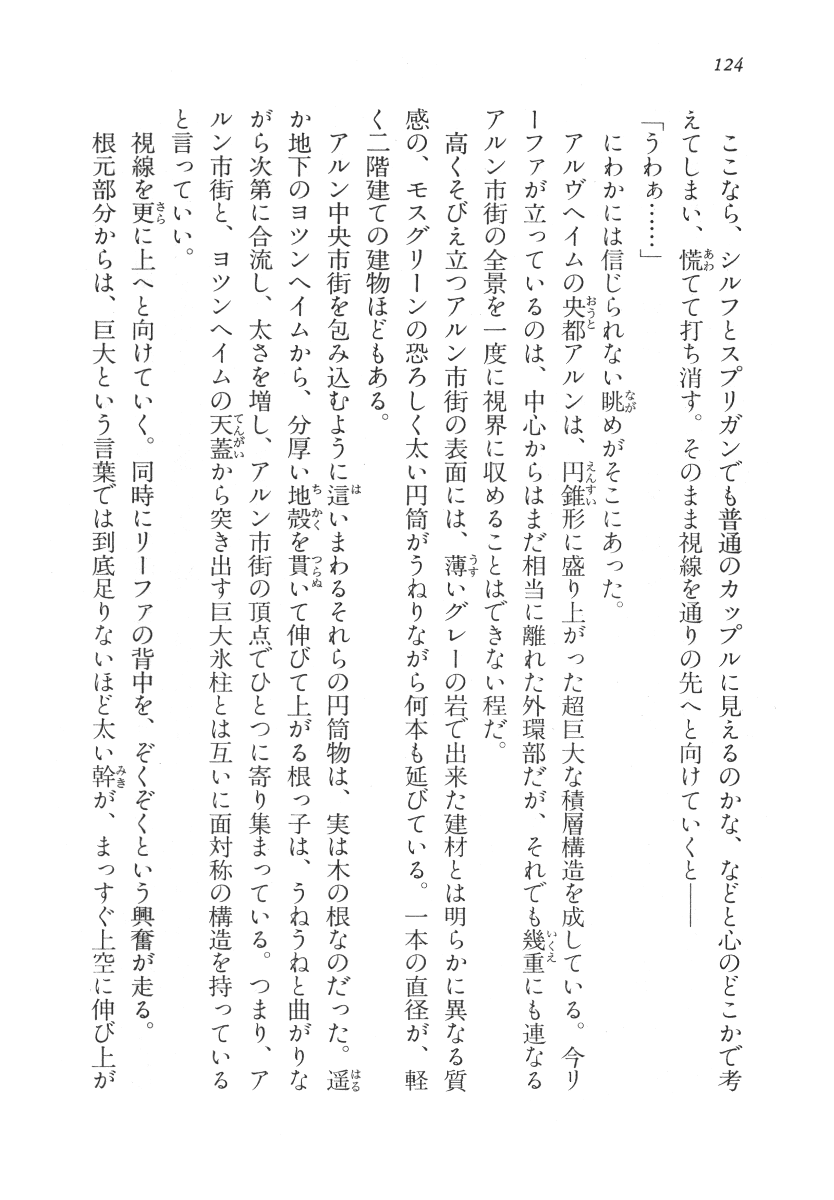 124
ここなら、シルフとスプリガンでも普通のカップルに見えるのかな、などと心のどこかで考
えてしまい、慌てて打ち消す。そのまま視線を通りの先へと向けていくと――
「うわぁ……」
にわかには信じられない眺めがそこにあった。
アルヴヘイムの央都アルンは、円錐形に盛り上がった超巨大な積層構造を成している。今リ
ーファが立っているのは、中心からはまだ相当に離れた外環部だが、それでも幾重にも連なる
アルン市街の全景を一度に視界に収めることはできない程だ。
高くそびえ立つアルン市街の表面には、薄いグレーの岩で出来た建材とは明らかに異なる質
感の、モスグリーンの恐ろしく太い円筒がうねりながら何本も延びている。一本の直径が、軽
く二階建ての建物ほどもある。
アルン中央市街を包み込むように這いまわるそれらの円筒物は、実は木の根なのだった。遥
か地下のヨツンヘイムから、分厚い地殻を貫いて伸びて上がる根っ子は、うねうねと曲がりな
がら次第に合流し、太さを増し、アルン市街の頂点でひとつに寄り集まっている。つまり、ア
ルン市街と、ヨツンヘイムの天蓋から突き出す巨大氷柱とは互いに面対称の構造を持っている
と言っていい。
視線を更に上へと向けていく。同時にリーファの背中を、ぞくぞくという興奮が走る。
根元部分からは、巨大という言葉では到底足りないほど太い幹が、まっすぐ上空に伸び上が